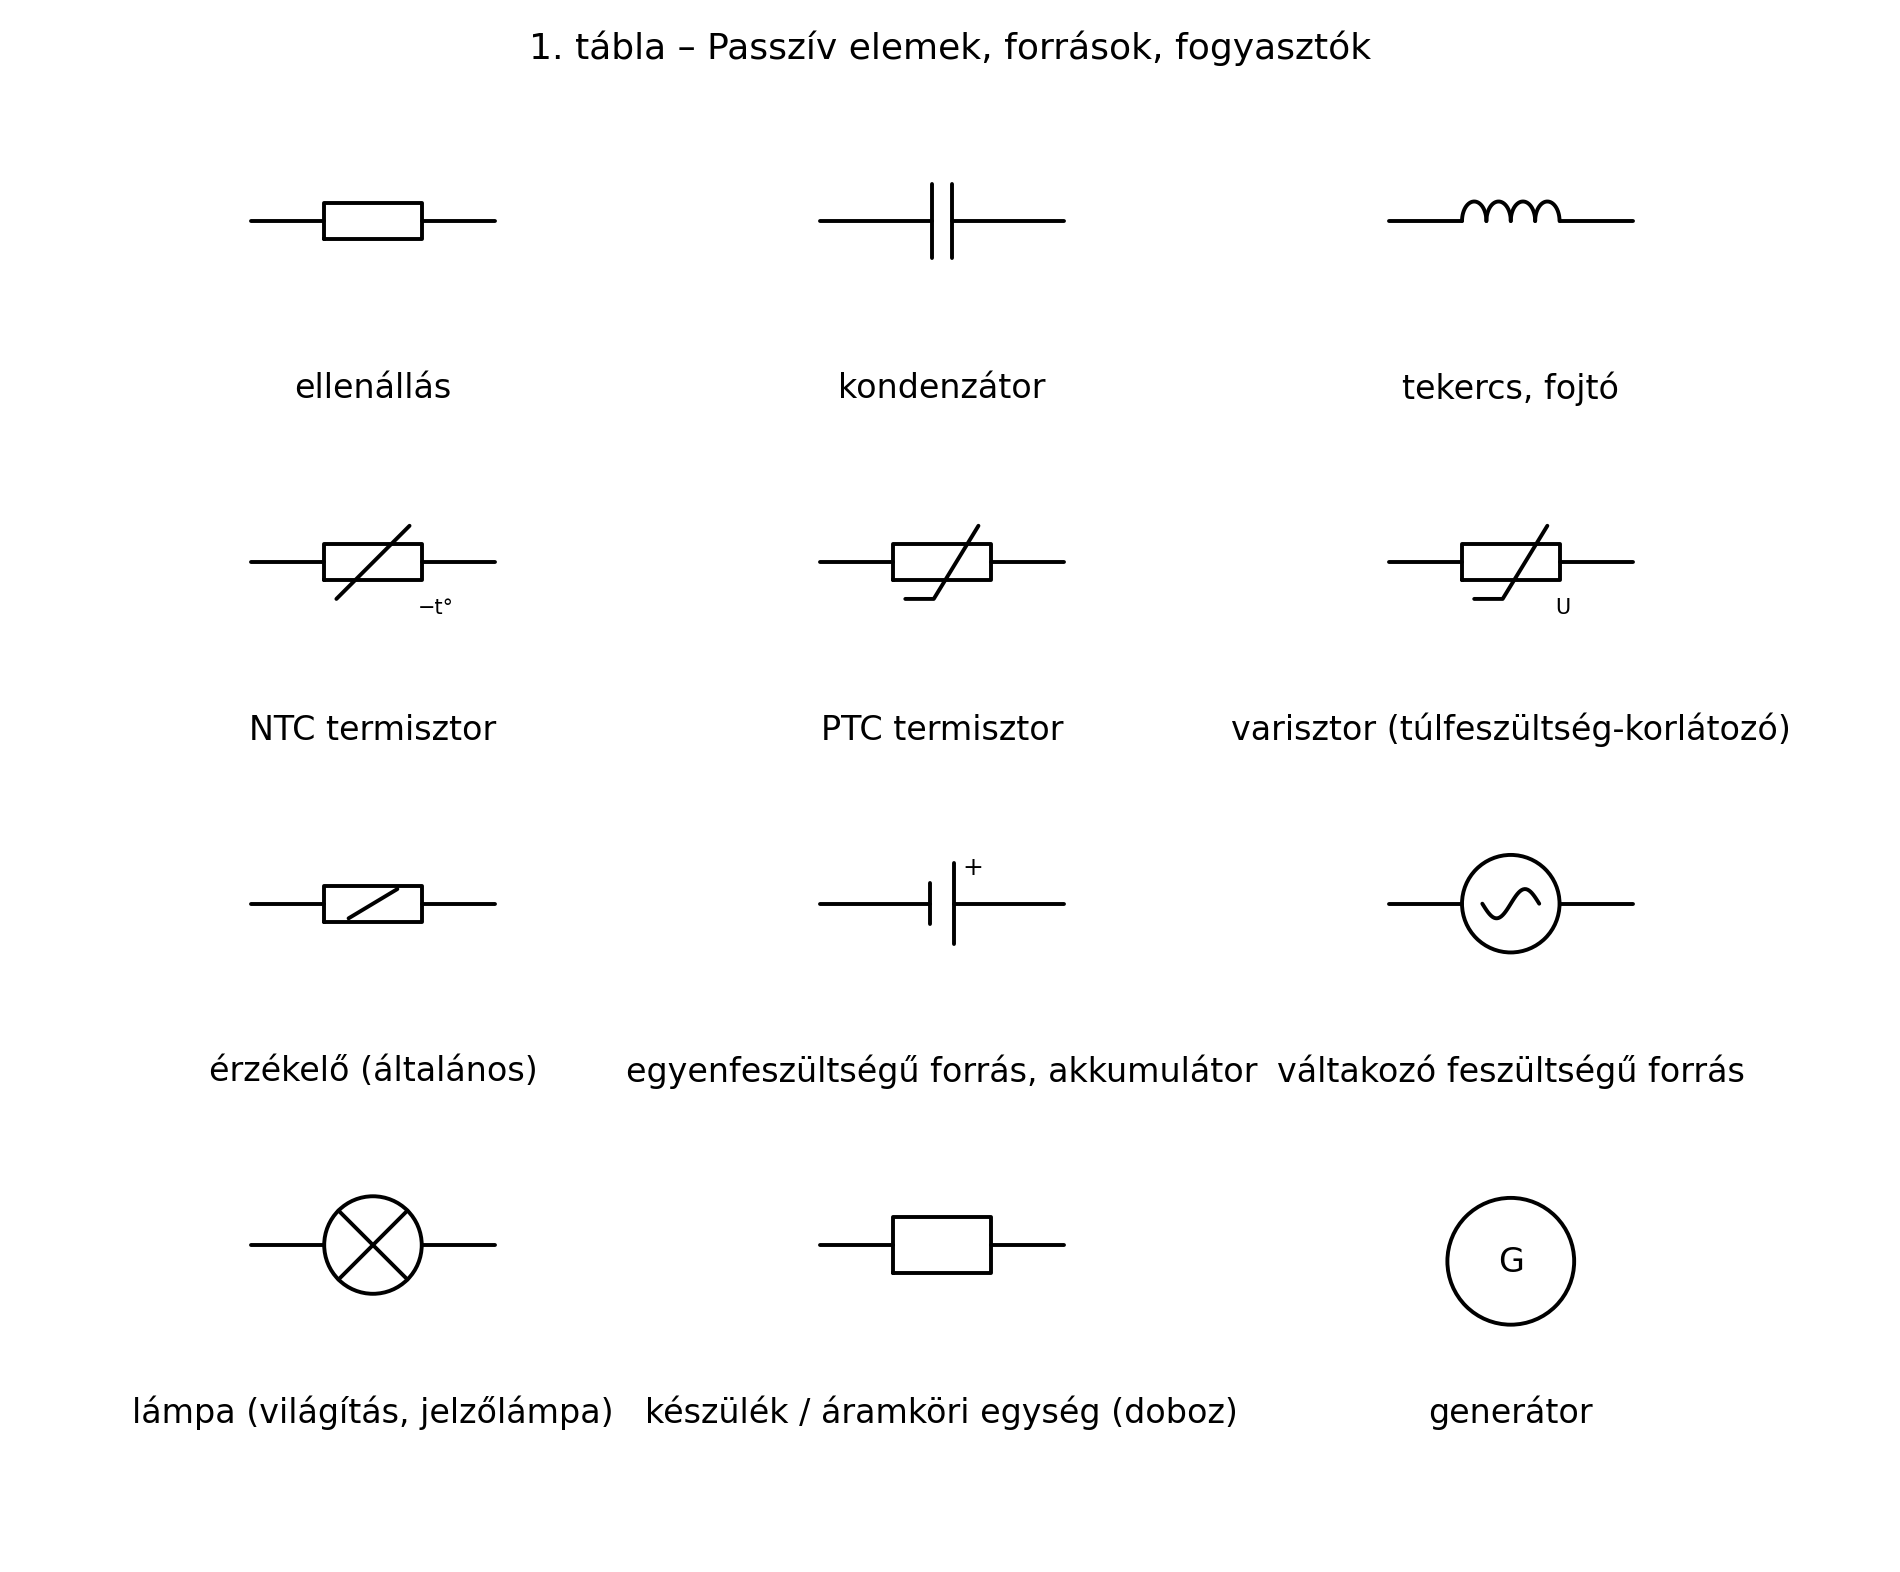 1. tábla – Passzív elemek, források, fogyasztók
ellenállás
kondenzátor
tekercs, fojtó
−t°
U
NTC termisztor
PTC termisztor
varisztor (túlfeszültség-korlátozó)
+
érzékelő (általános)
egyenfeszültségű forrás, akkumulátor
váltakozó feszültségű forrás
G
lámpa (világítás, jelzőlámpa)
készülék / áramköri egység (doboz)
generátor